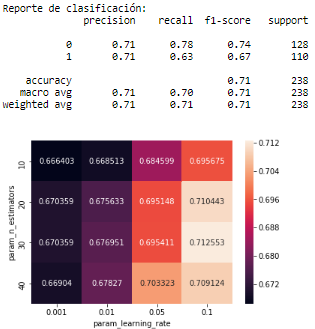 Reporte de clasificación:
precision recall f1-score support
0 0.71 0.78 0.74 128
1 0.71 0.63 0.67 110
accuracy 0.71 238
macro avg 0.71 0.70 0.71 238
weighted avg 0.71 0.71 0.71 238
0.712
0.704
0.696
0.688
0.680
0.672
param_n_estimators
10 0.666403 0.668513 0.684599 0.695675
20 0.670359 0.675633 0.695148 0.710443
30 0.670359 0.676951 0.695411 0.712553
40 0.66904 0.67827 0.703323 0.709124
0.001 0.01 0.05 0.1
param_learning_rate